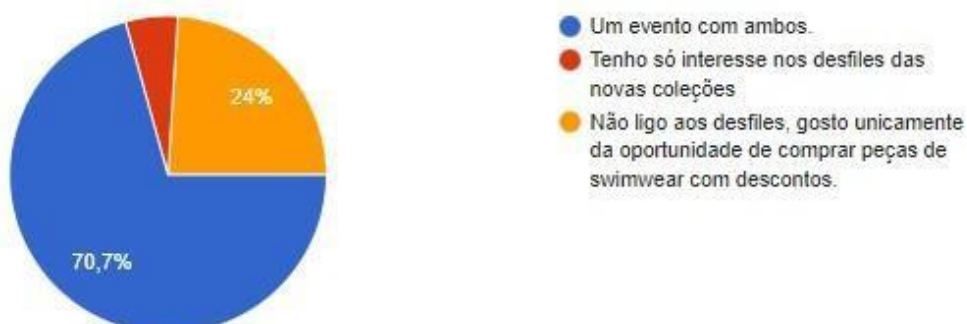 24%
70,7%
Um evento com ambos.
Tenho só interesse nos desfiles das
novas coleções
Não ligo aos desfiles, gosto unicamente
da oportunidade de comprar peças de
swimwear com descontos.